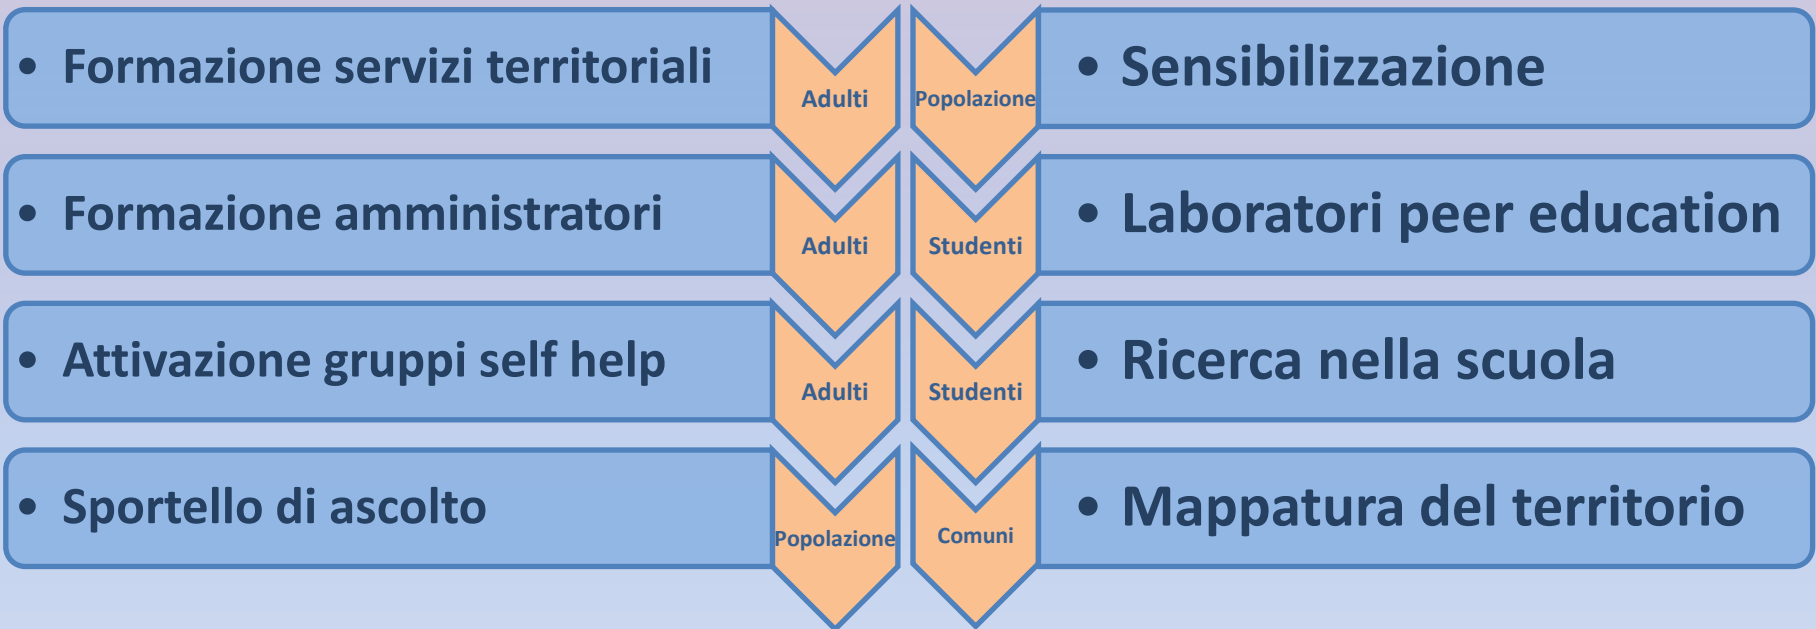 • Formazione servizi territoriali
Adulti
Popolazione
• Sensibilizzazione
• Formazione amministratori
Adulti
Studenti
• Laboratori peer education
• Attivazione gruppi self help
Adulti
Studenti
• Ricerca nella scuola
• Sportello di ascolto
Popolazione
Comuni
• Mappatura del territorio